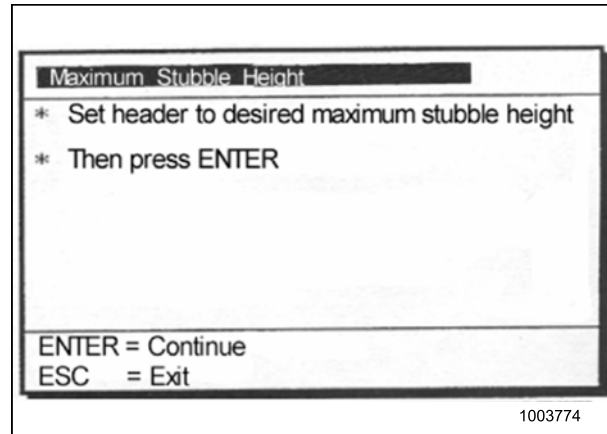 Maximum Stubble Height
* Set header to desired maximum stubble height
* Then press ENTER
ENTER = Continue
ESC = Exit
1003774